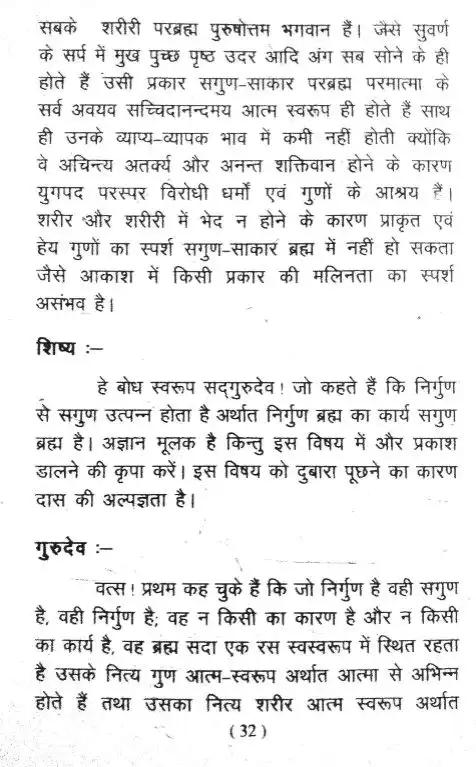 सबके शरीरी परब्रह्म पुरुषोत्तम भगवान हैं। जैसे सुवर्ण
के सर्प में मुख पुच्छ पृष्ठ उदर आदि अंग सब सोने के ही
होते हैं उसी प्रकार सगुण-साकार परब्रह्म परमात्मा के
सर्व अवयव सच्चिदानन्दमय आत्म स्वरूप ही होते हैं साथ
ही उनके व्याप्य-व्यापक भाव में कमी नहीं होती क्योंकि
वे अचिन्त्य अतर्क्य और अनन्त शक्तिवान होने के कारण
युगपद परस्पर विरोधी धर्मों एवं गुणों के आश्रय हैं।
शरीर और शरीरी में भेद न होने के कारण प्राकृत एवं
हेय गुणों का स्पर्श सगुण-साकार ब्रह्म में नहीं हो सकता
जैसे आकाश में किसी प्रकार की मलिनता का स्पर्श
असंभव है।
शिष्य :–
हे बोध स्वरूप सद्गुरुदेव! जो कहते हैं कि निर्गुण
से सगुण उत्पन्न होता है अर्थात निर्गुण ब्रह्म का कार्य सगुण
ब्रह्म है। अज्ञान मूलक है किन्तु इस विषय में और प्रकाश
डालने की कृपा करें। इस विषय को दुबारा पूछने का कारण
दास की अल्पज्ञता है।
गुरुदेव :–
वत्स! प्रथम कह चुके हैं कि जो निर्गुण है वही सगुण
है, वही निर्गुण है; वह न किसी का कारण है और न किसी
का कार्य है, वह ब्रह्म सदा एक रस स्वस्वरूप में स्थित रहता
है उसके नित्य गुण आत्म-स्वरूप अर्थात आत्मा से अभिन्न
होते हैं तथा उसका नित्य शरीर आत्म स्वरूप अर्थात
( 32 )